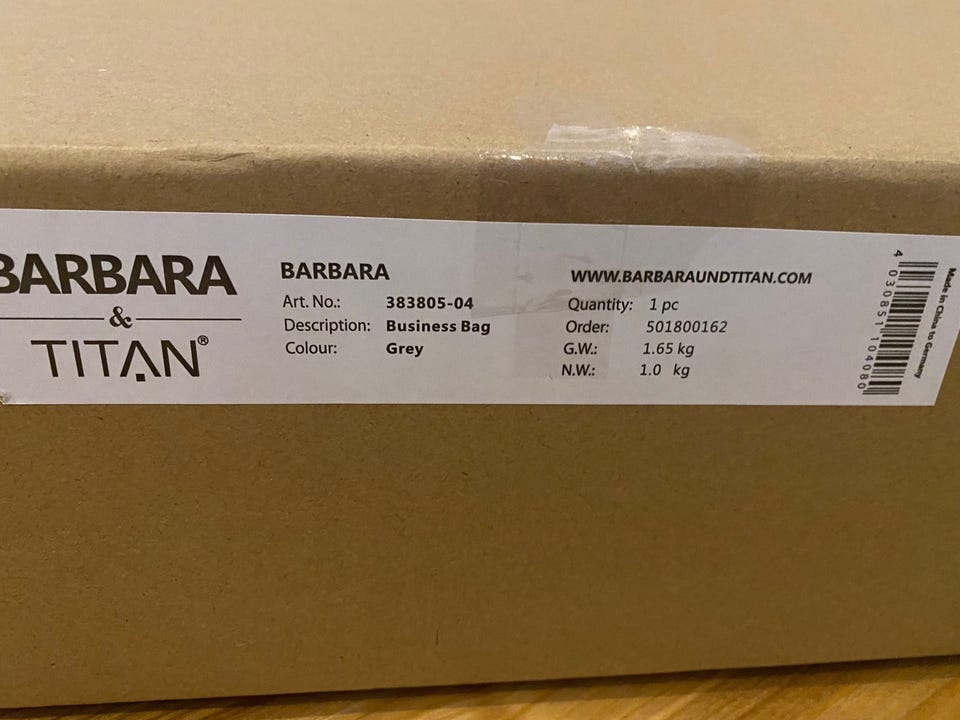 BARBARA
&
TITAN®
BARBARA
Art. No.: 383805-04
Description: Business Bag
Colour: Grey
WWW.BARBARAUNDTITAN.COM
Quantity: 1 pc
Order: 501800162
G.W.: 1.65 kg
N.W.: 1.0 kg
4 030851 104080
Made in China to Germany